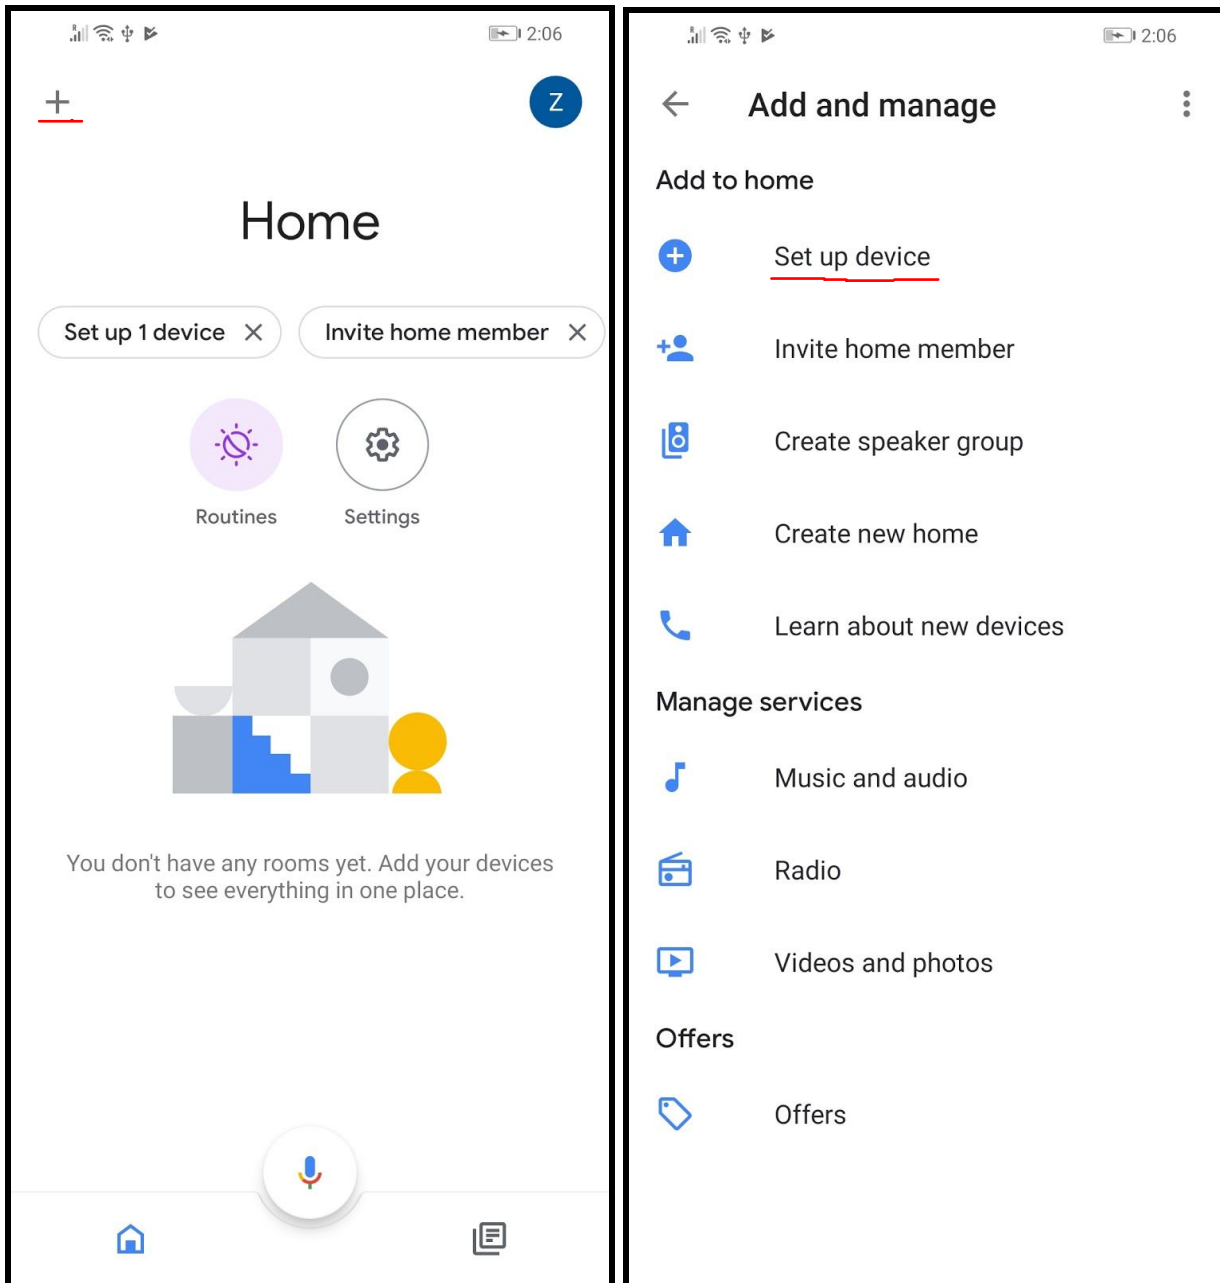 2:06
Z
Home
Set up 1 device
Invite home member
Routines
Settings
You don't have any rooms yet. Add your devices
to see everything in one place.
2:06
Add and manage
Add to home
Set up device
Invite home member
Create speaker group
Create new home
Learn about new devices
Manage services
Music and audio
Radio
Videos and photos
Offers
Offers